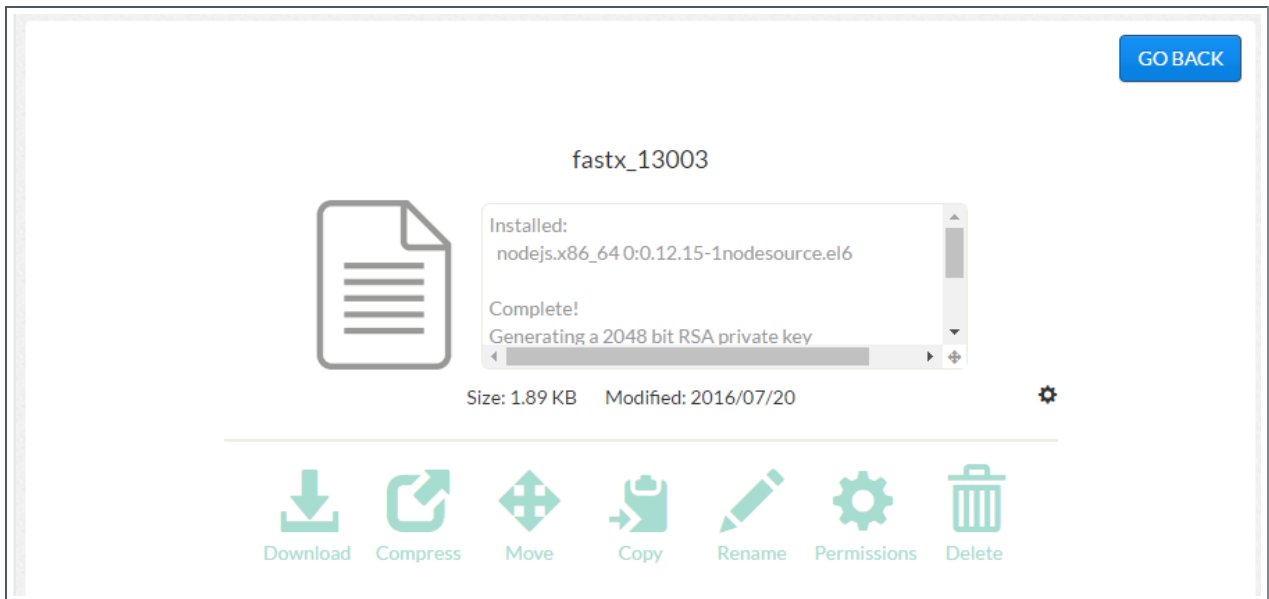 GO BACK
fastx_13003
Installed:
nodejs.x86_64 0:0.12.15-1nodesource.el6
Complete!
Generating a 2048 bit RSA private key
Size: 1.89 KB Modified: 2016/07/20
Download Compress Move Copy Rename Permissions Delete